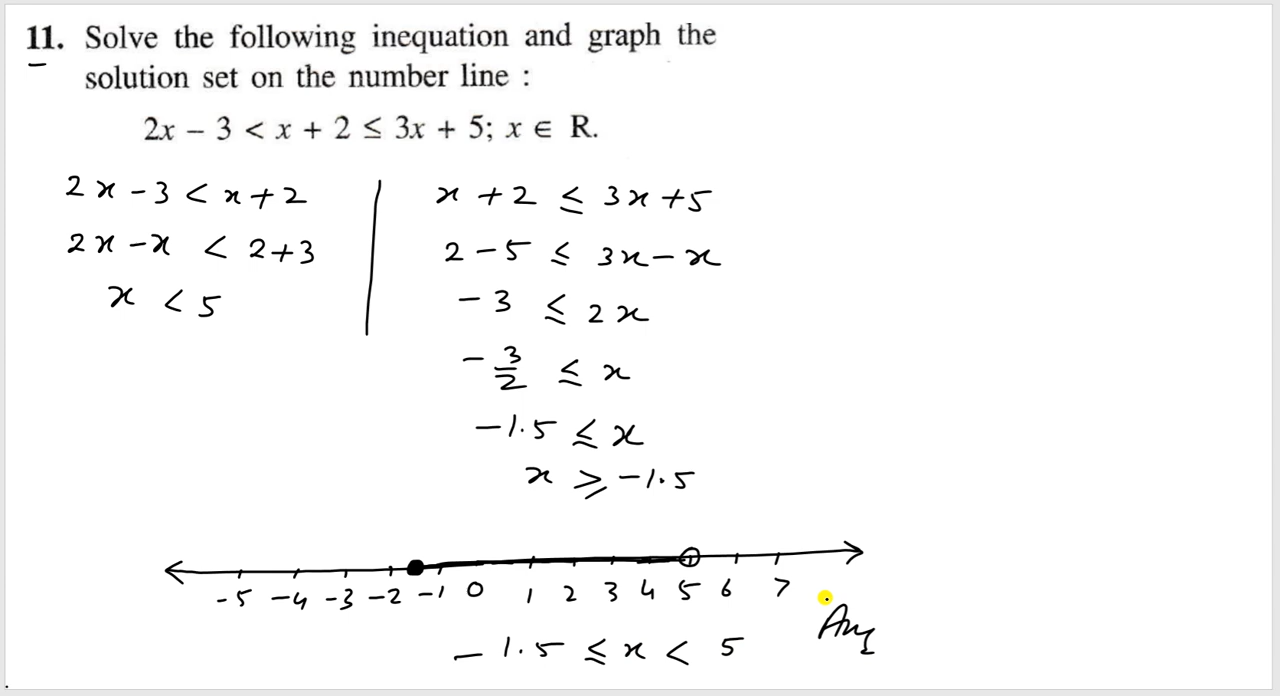 11. Solve the following inequation and graph the
solution set on the number line :
2x – 3 < x + 2 ≤ 3x + 5; x ∈ R.
2x - 3 < x + 2
2x - x < 2 + 3
x < 5
x + 2 ≤ 3x + 5
2 - 5 ≤ 3x - x
- 3 ≤ 2x
- 3/2 ≤ x
-1.5 ≤ x
x ≥ -1.5
-5 -4 -3 -2 -1 0 1 2 3 4 5 6 7
- 1.5 ≤ x < 5
Ans